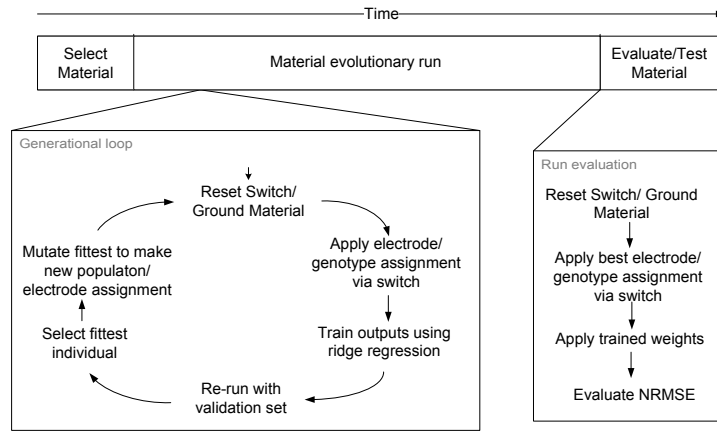 Time
Select
Material
Material evolutionary run
Evaluate/Test
Material
Generational loop
Reset Switch/
Ground Material
Apply electrode/
genotype assignment
via switch
Train outputs using
ridge regression
Re-run with
validation set
Select fittest
individual
Mutate fittest to make
new populaton/
electrode assignment
Run evaluation
Reset Switch/ Ground
Material
Apply best electrode/
genotype assignment
via switch
Apply trained weights
Evaluate NRMSE